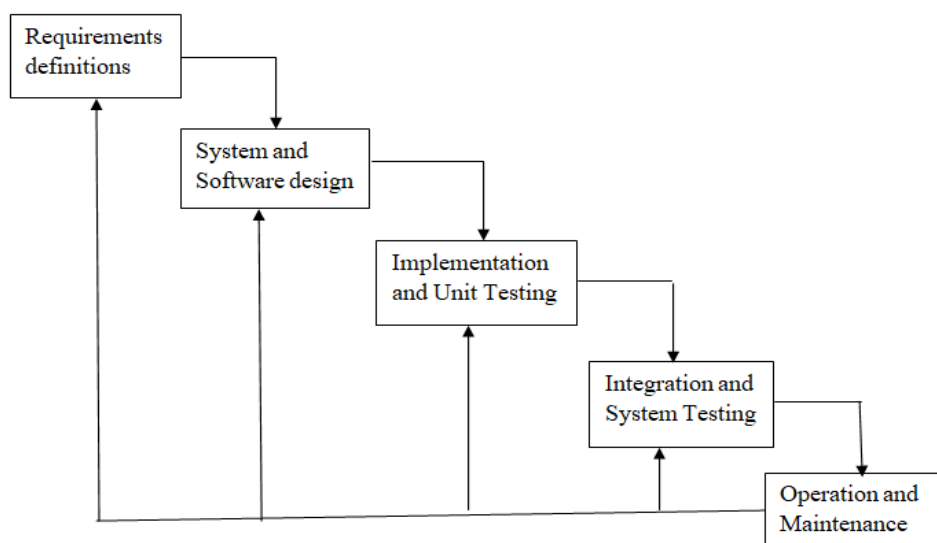 Requirements
definitions
System and
Software design
Implementation
and Unit Testing
Integration and
System Testing
Operation and
Maintenance